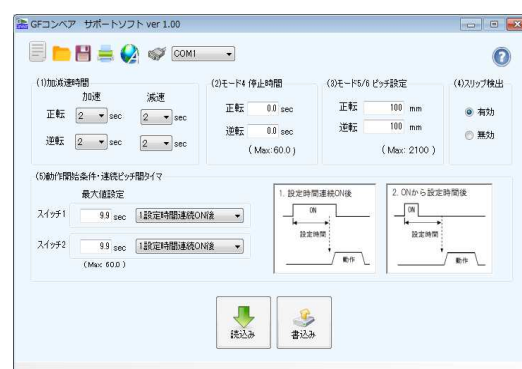 GFコンベア サポートソフト ver 1.00
COM1
(1)加減速時間
加速 減速
正転 2 sec 2 sec
逆転 2 sec 2 sec
(2)モード4 停止時間
正転 0.0 sec
逆転 0.0 sec
(Max:60.0)
(3)モード5/6 ピッチ設定
正転 100 mm
逆転 100 mm
(Max: 2100)
(4)スリップ検出
有効
無効
(5)動作開始条件・連続ピッチ間タイマ
最大値設定
スイッチ1 9.9 sec 1.設定時間連続ON後
スイッチ2 9.9 sec 1.設定時間連続ON後
(Max: 60.0)
1. 設定時間連続ON後
ON
設定時間
動作
2. ONから設定時間後
ON
設定時間
動作
読込み
書込み